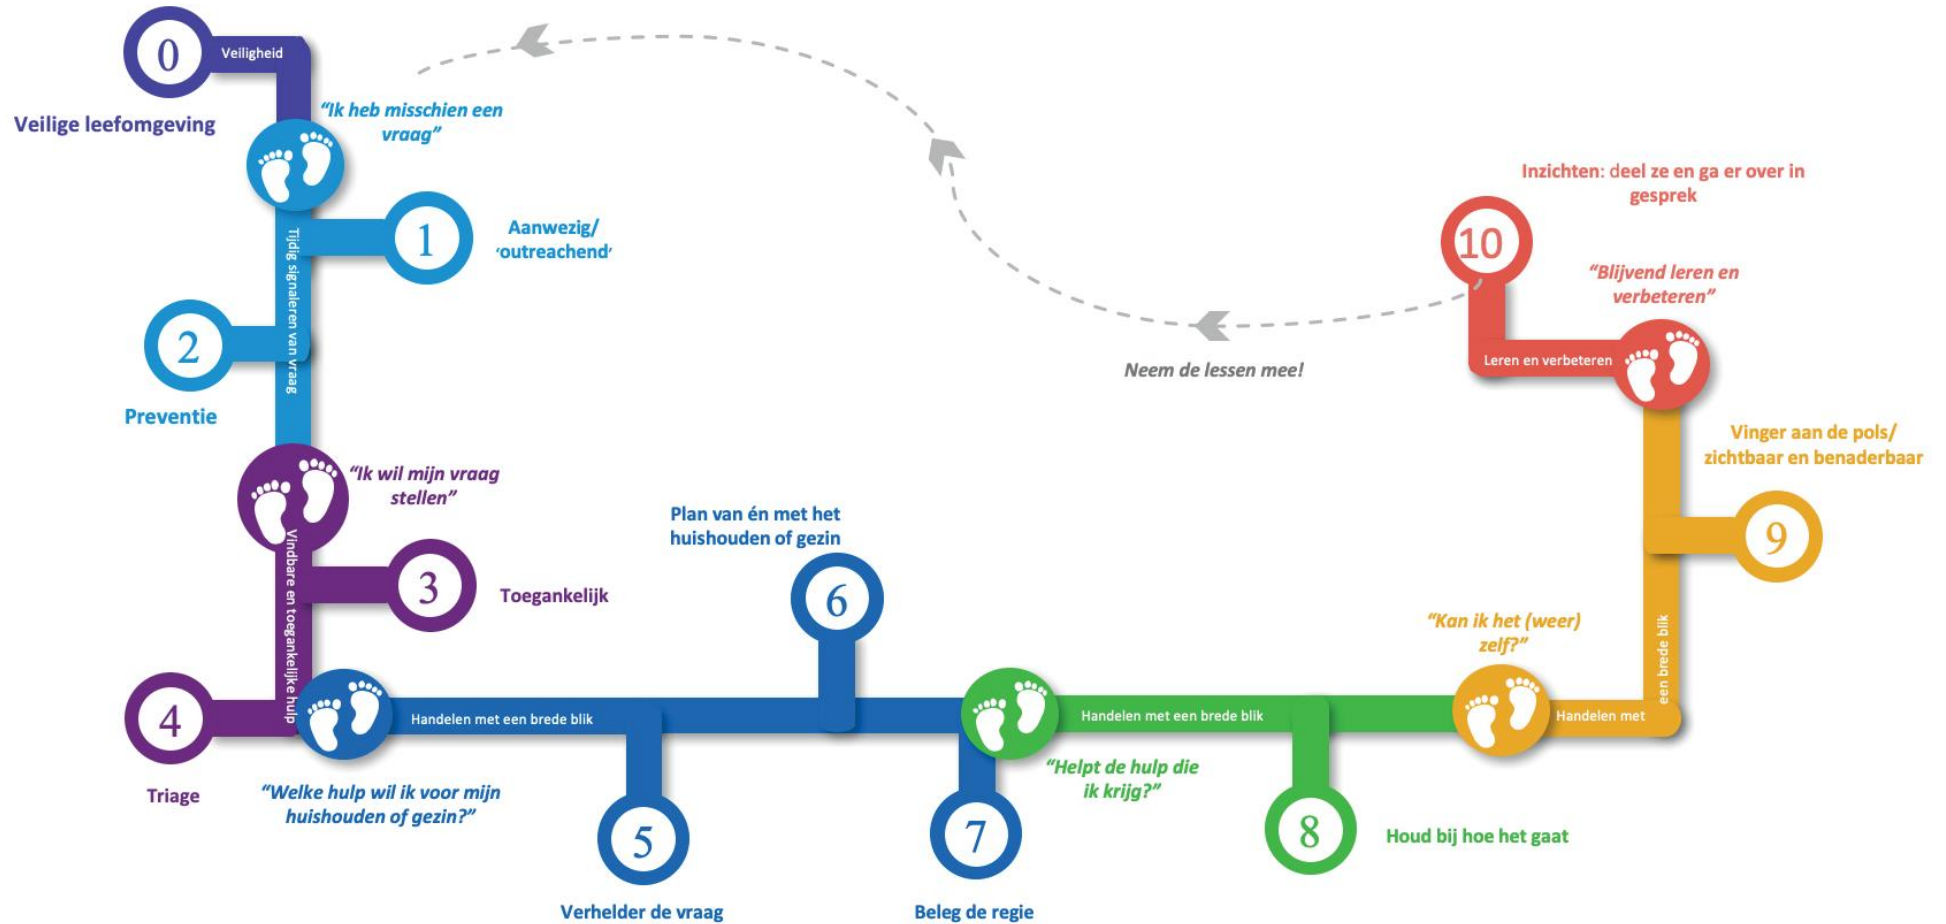 0
Veiligheid
Veilige leefomgeving
“Ik heb misschien een
vraag”
Tijdig signaleren van vraag
1
Aanwezig/
‘outreachend’
2
Preventie
“Ik wil mijn vraag
stellen”
Vindbare en toegankelijke hulp
3
Toegankelijk
4
Triage
“Welke hulp wil ik voor mijn
huishouden of gezin?”
Handelen met een brede blik
5
Verhelder de vraag
Plan van én met het
huishouden of gezin
6
7
Beleg de regie
“Helpt de hulp die
ik krijg?”
Handelen met een brede blik
8
Houd bij hoe het gaat
“Kan ik het (weer)
zelf?”
Handelen met
een brede blik
9
Vinger aan de pols/
zichtbaar en benaderbaar
“Blijvend leren en
verbeteren”
Leren en verbeteren
10
Inzichten: deel ze en ga er over in
gesprek
Neem de lessen mee!